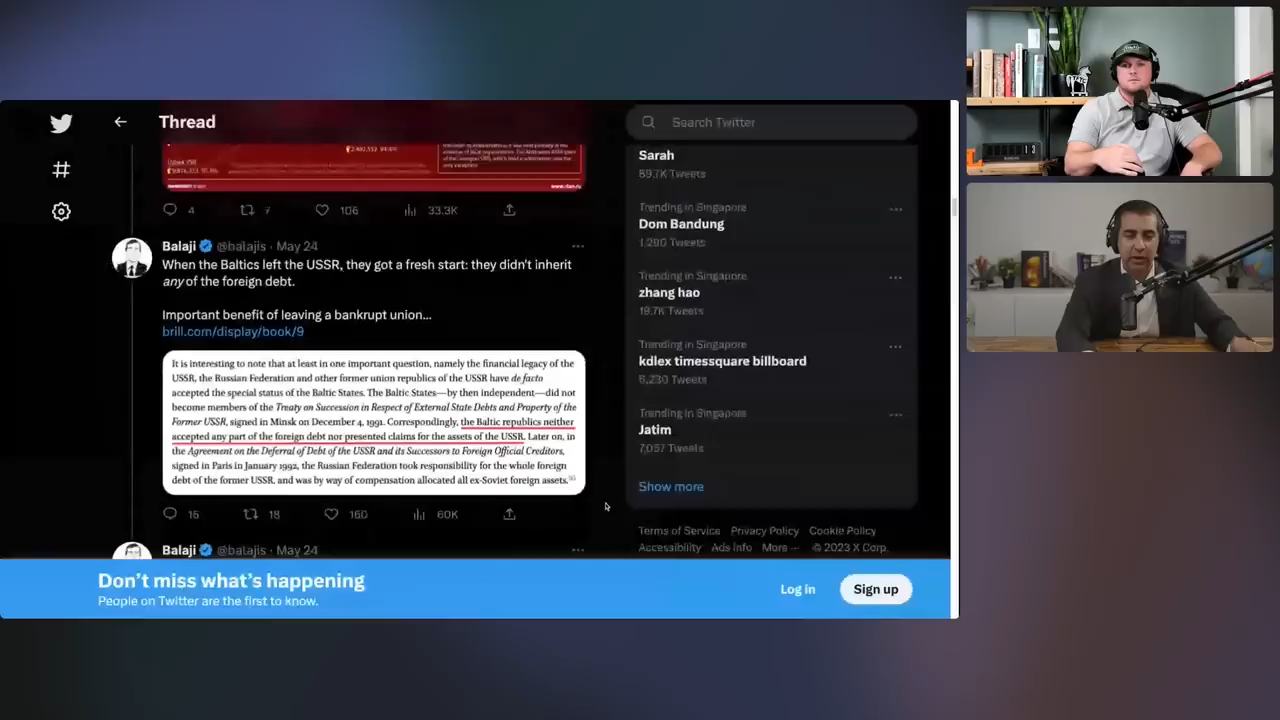 Thread
Search Twitter
Sarah
89.7K Tweets
www.rian.ru
4 7 106 33.3K
Trending in Singapore
Dom Bandung
1,290 Tweets
Balaji @balajis · May 24
When the Baltics left the USSR, they got a fresh start: they didn't inherit
any of the foreign debt.
Important benefit of leaving a bankrupt union...
brill.com/display/book/9
Trending in Singapore
zhang hao
19.7K Tweets
Trending in Singapore
kdlex timessquare billboard
6,230 Tweets
Trending in Singapore
Jatim
7,057 Tweets
Show more
It is interesting to note that at least in one important question, namely the financial legacy of the
USSR, the Russian Federation and other former union republics of the USSR have de facto
accepted the special status of the Baltic States. The Baltic States—by then independent—did not
become members of the Treaty on Succession in Respect of External State Debts and Property of the
Former USSR, signed in Minsk on December 4, 1991. Correspondingly, the Baltic republics neither
accepted any part of the foreign debt nor presented claims for the assets of the USSR. Later on, in
the Agreement on the Deferral of Debt of the USSR and its Successors to Foreign Official Creditors,
signed in Paris in January 1992, the Russian Federation took responsibility for the whole foreign
debt of the former USSR, and was by way of compensation allocated all ex-Soviet foreign assets.
16 18 160 60K
Terms of Service Privacy Policy Cookie Policy
Accessibility Ads info More ··· © 2023 X Corp.
Balaji @balajis · May 24
Don't miss what's happening
People on Twitter are the first to know.
Log in
Sign up